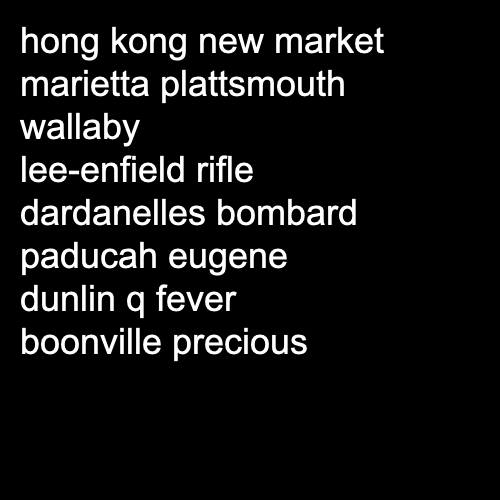 hong kong new market
marietta plattsmouth
wallaby
lee-enfield rifle
dardanelles bombard
paducah eugene
dunlin q fever
boonville precious